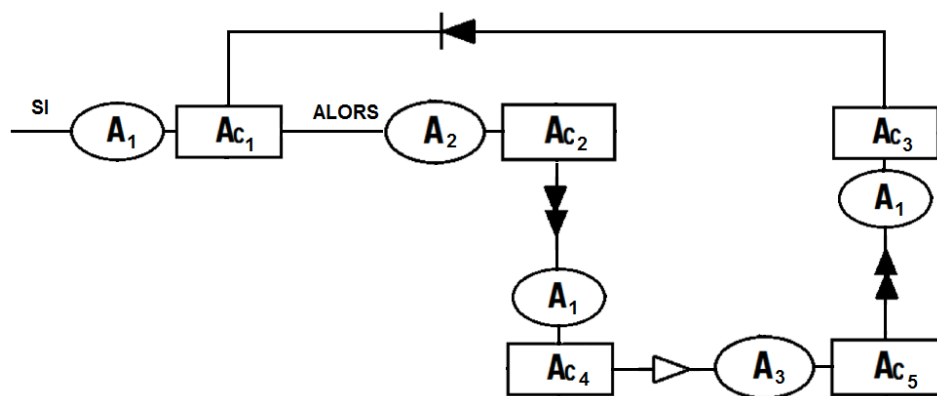 SI A₁ Ac₁ ALORS A₂ Ac₂ Ac₃
A₁
A₁
Ac₄ A₃ Ac₅